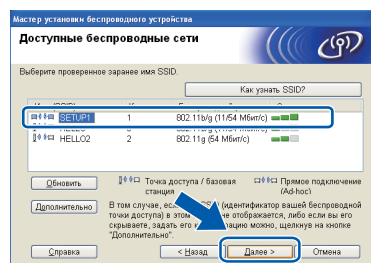 Мастер установки беспроводного устройства
Доступные беспроводные сети
Выберите проверенное заранее имя SSID.
Как узнать SSID?
SETUP1 1 802.11b/g (11/54 Мбит/с)
HELLO2 2 802.11g (54 Мбит/с)
Обновить
Точка доступа / базовая станция
Прямое подключение (Ad-hoc)
Дополнительно
В том случае, если SSID (идентификатор вашей беспроводной
точки доступа) в этом не отображается, либо если вы его
скрываете, задать его можно, щелкнув на кнопке
"Дополнительно".
Справка
< Назад
Далее >
Отмена